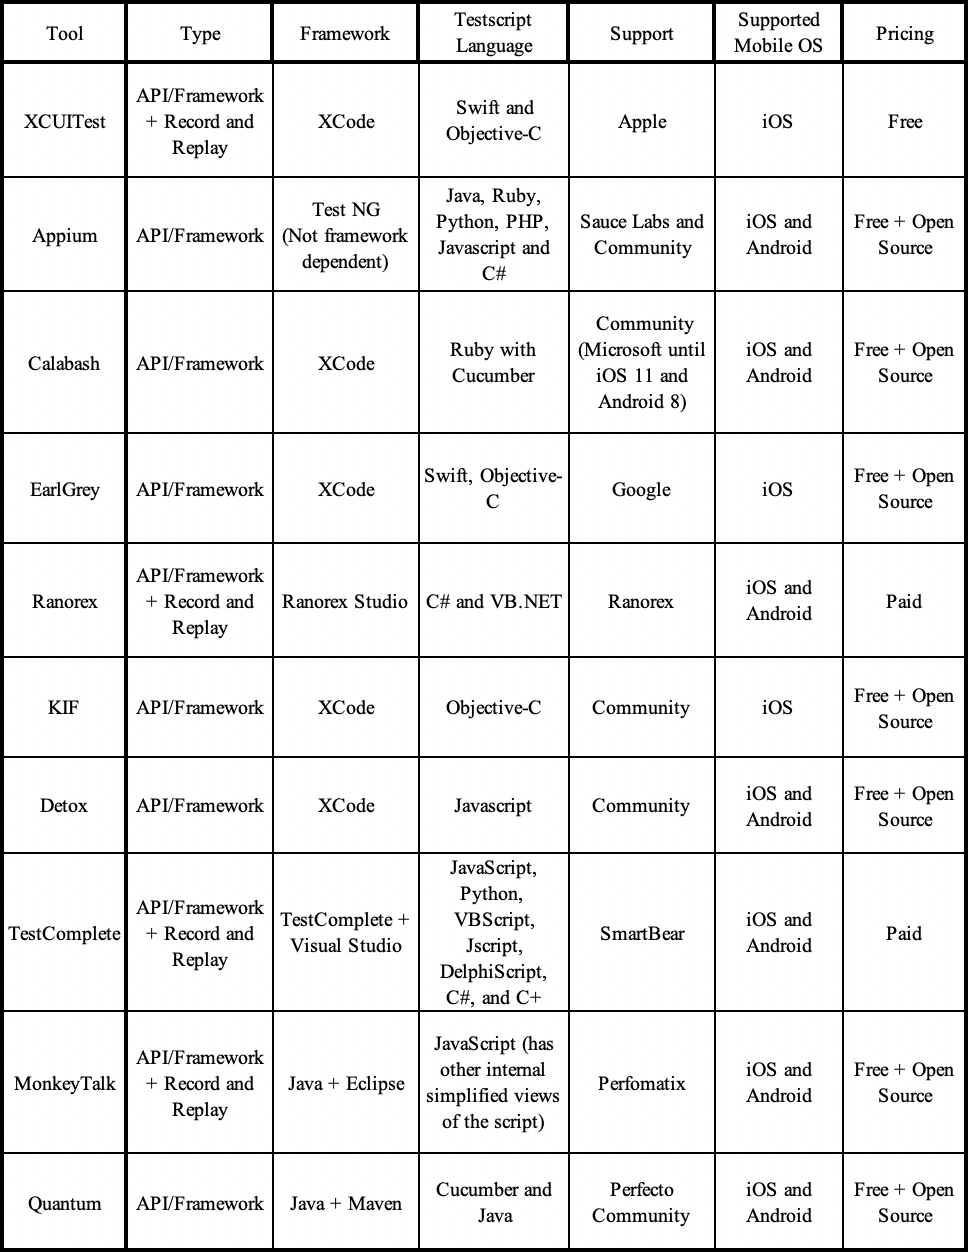 Tool
Type
Framework
Testscript
Language
Support
Supported
Mobile OS
Pricing
XCUITest
API/Framework
+ Record and
Replay
XCode
Swift and
Objective-C
Apple
iOS
Free
Appium
API/Framework
Test NG
(Not framework
dependent)
Java, Ruby,
Python, PHP,
Javascript and
C#
Sauce Labs and
Community
iOS and
Android
Free + Open
Source
Calabash
API/Framework
XCode
Ruby with
Cucumber
Community
(Microsoft until
iOS 11 and
Android 8)
iOS and
Android
Free + Open
Source
EarlGrey
API/Framework
XCode
Swift, Objective-
C
Google
iOS
Free + Open
Source
Ranorex
API/Framework
+ Record and
Replay
Ranorex Studio
C# and VB.NET
Ranorex
iOS and
Android
Paid
KIF
API/Framework
XCode
Objective-C
Community
iOS
Free + Open
Source
Detox
API/Framework
XCode
Javascript
Community
iOS and
Android
Free + Open
Source
TestComplete
API/Framework
+ Record and
Replay
TestComplete +
Visual Studio
JavaScript,
Python,
VBScript,
Jscript,
DelphiScript,
C#, and C+
SmartBear
iOS and
Android
Paid
MonkeyTalk
API/Framework
+ Record and
Replay
Java + Eclipse
JavaScript (has
other internal
simplified views
of the script)
Perfomatix
iOS and
Android
Free + Open
Source
Quantum
API/Framework
Java + Maven
Cucumber and
Java
Perfecto
Community
iOS and
Android
Free + Open
Source